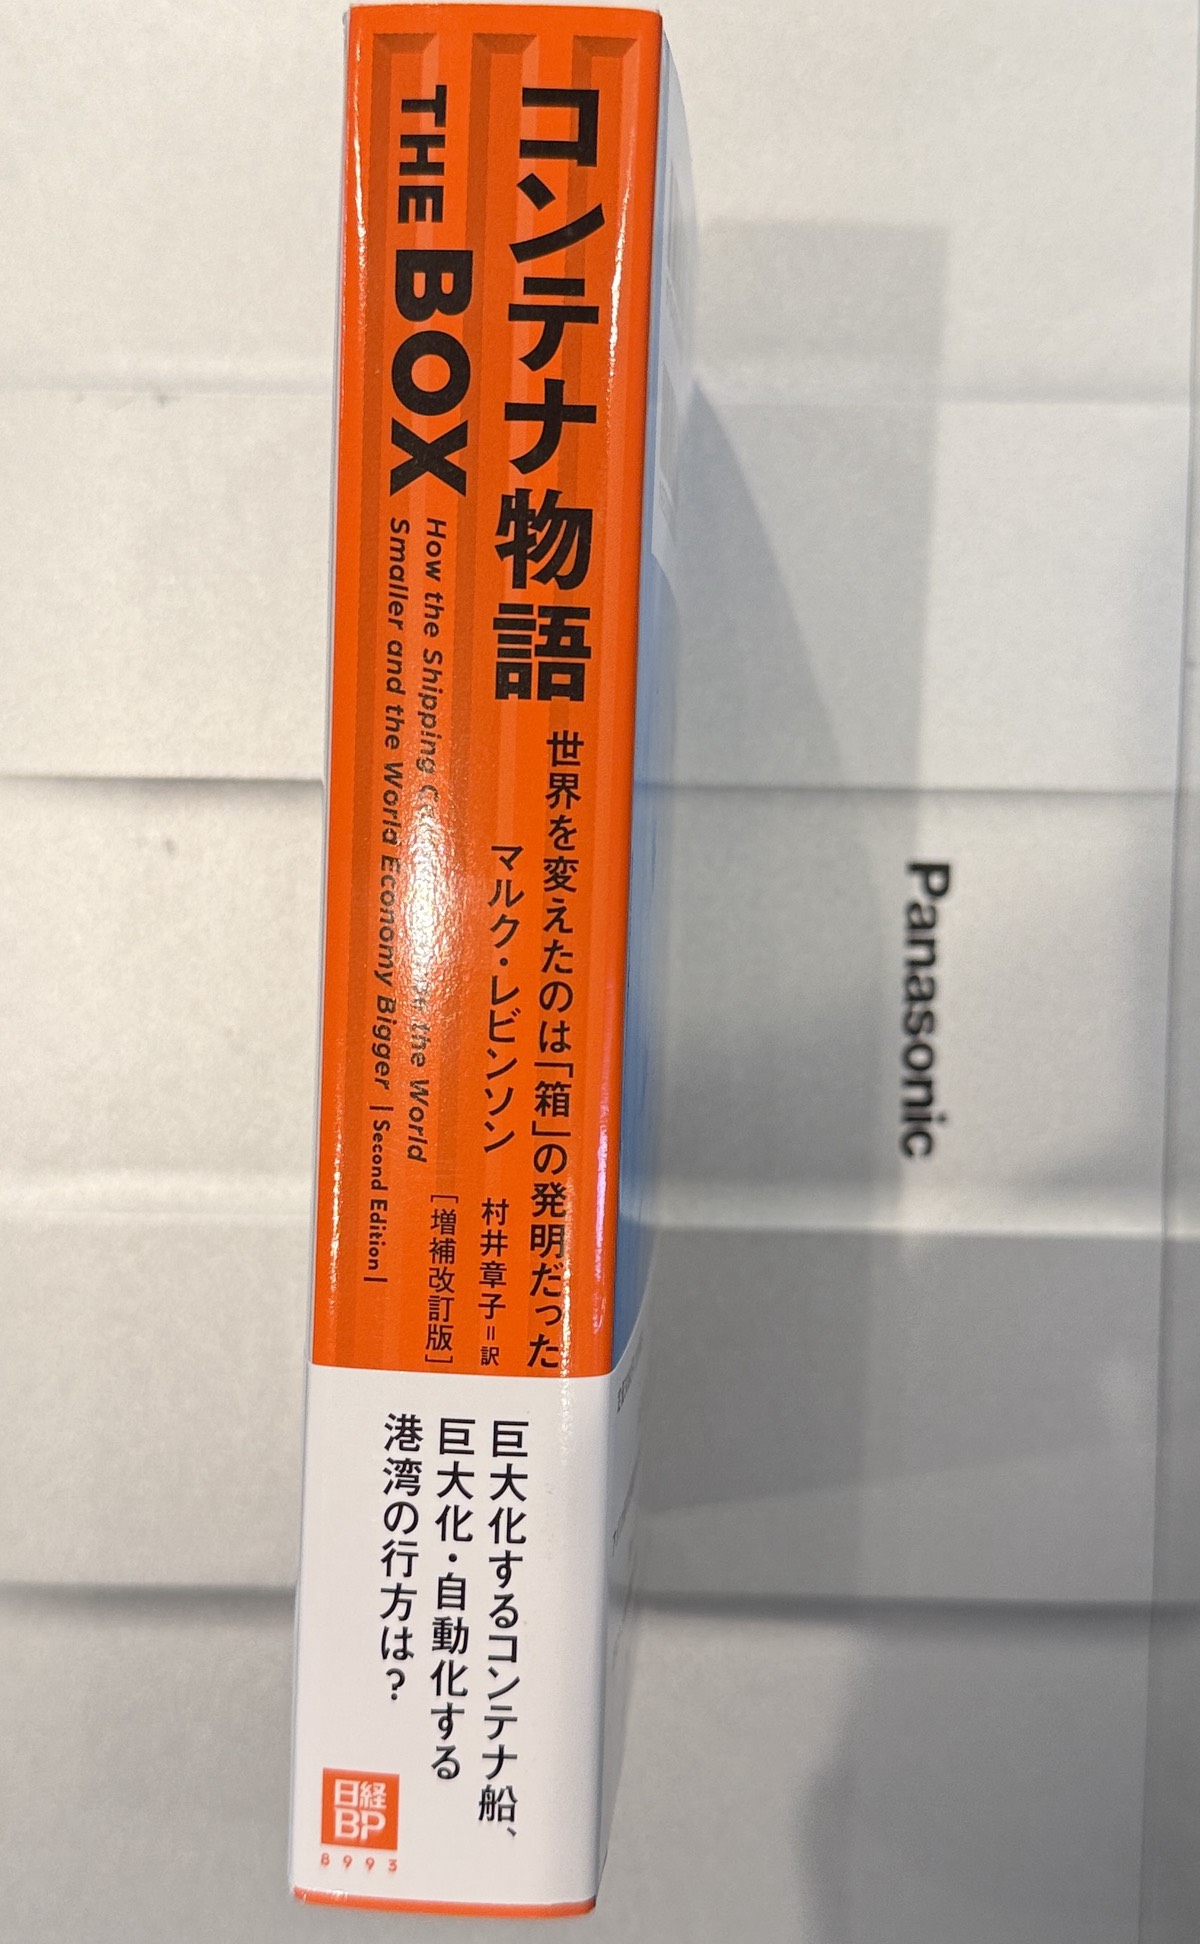 コンテナ物語
世界を変えたのは「箱」の発明だった
マルク・レビンソン
村井章子=訳
[増補改訂版]
THE BOX
How the Shipping the World
Smaller and the World Economy Bigger | Second Edition |
巨大化するコンテナ船、
巨大化・自動化する
港湾の行方は?
日経
BP
8993
Panasonic